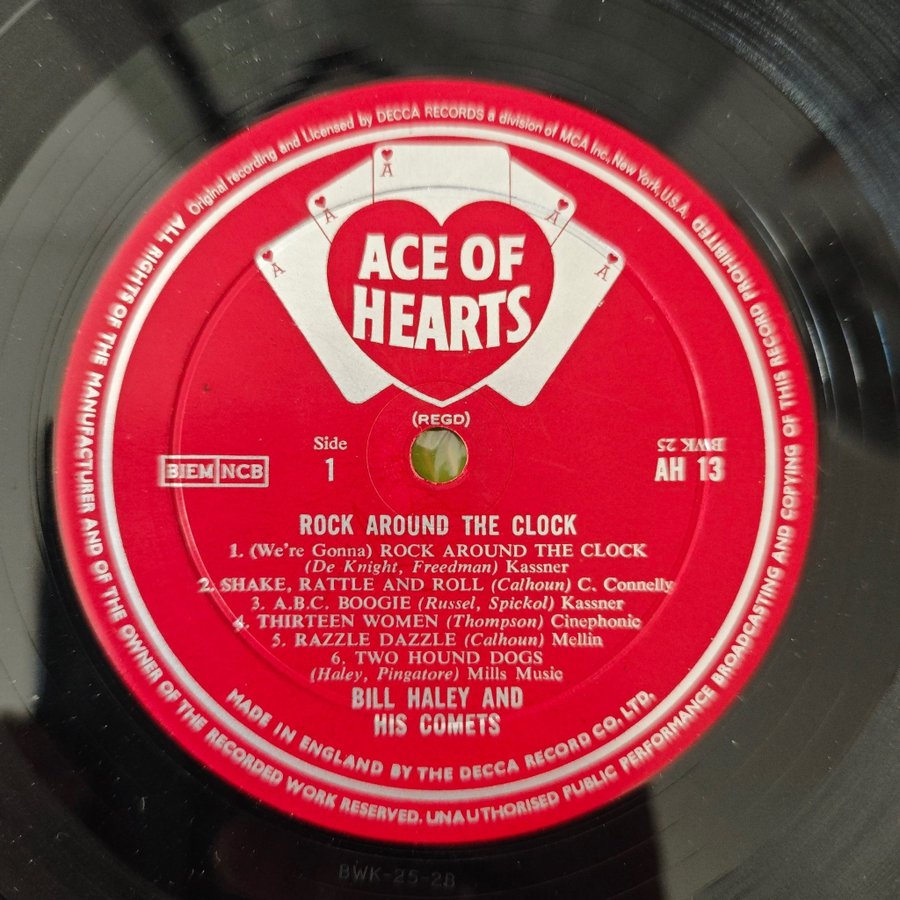 Original recording and Licensed by DECCA RECORDS a division of MCA Inc, New York, U.S.A.
ALL RIGHTS OF THE MANUFACTURER AND OF THE OWNER OF THE RECORDED WORK RESERVED. UNAUTHORISED PUBLIC PERFORMANCE BROADCASTING AND COPYING OF THIS RECORD PROHIBITED
A
A
A
A
A
ACE OF
HEARTS
(REGD)
Side
1
BIEM NCB
BWK 25
AH 13
ROCK AROUND THE CLOCK
1. (We're Gonna) ROCK AROUND THE CLOCK
(De Knight, Freedman) Kassner
2. SHAKE, RATTLE AND ROLL (Calhoun) C. Connelly
3. A.B.C. BOOGIE (Russel, Spickol) Kassner
4. THIRTEEN WOMEN (Thompson) Cinephonic
5. RAZZLE DAZZLE (Calhoun) Mellin
6. TWO HOUND DOGS
(Haley, Pingatore) Mills Music
BILL HALEY AND
HIS COMETS
MADE IN ENGLAND BY THE DECCA RECORD CO. LTD.
BWK-25-2B